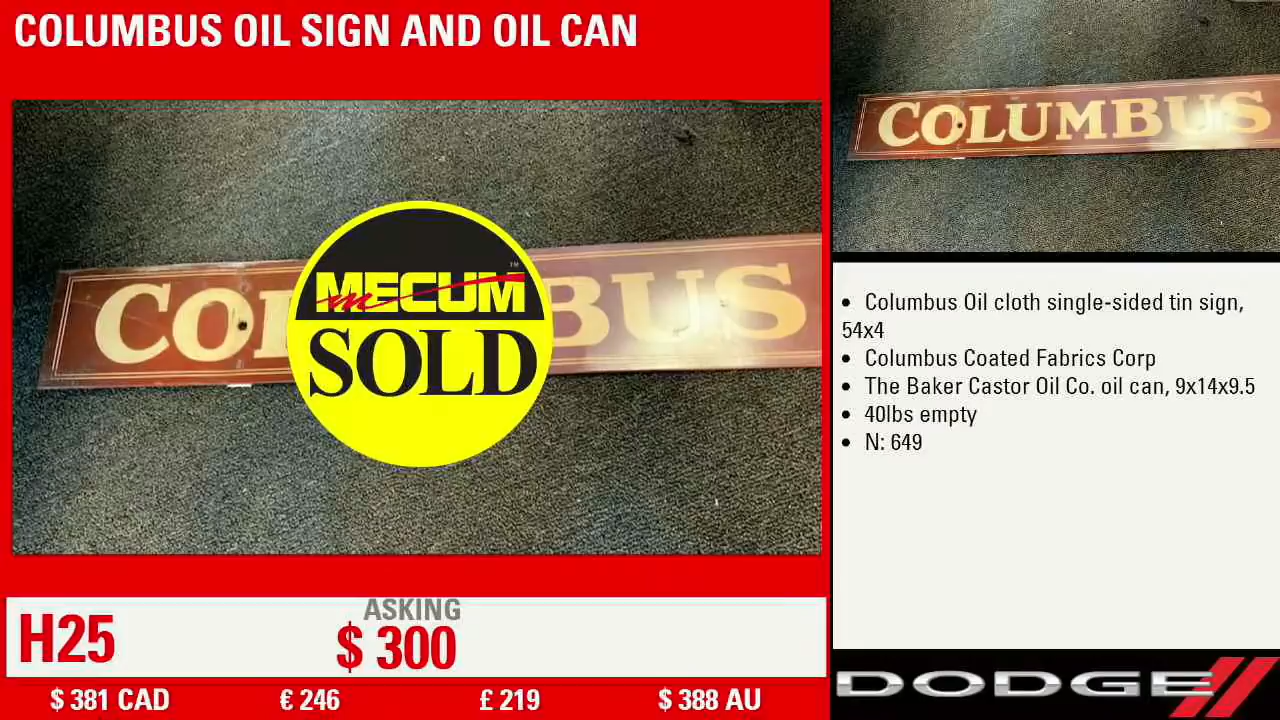 COLUMBUS OIL SIGN AND OIL CAN
COLUMBUS
MECUM
™
SOLD
COLUMBUS
• Columbus Oil cloth single-sided tin sign,
54x4
• Columbus Coated Fabrics Corp
• The Baker Castor Oil Co. oil can, 9x14x9.5
• 40lbs empty
• N: 649
H25
ASKING
$ 300
$ 381 CAD
€ 246
£ 219
$ 388 AU
DODGE